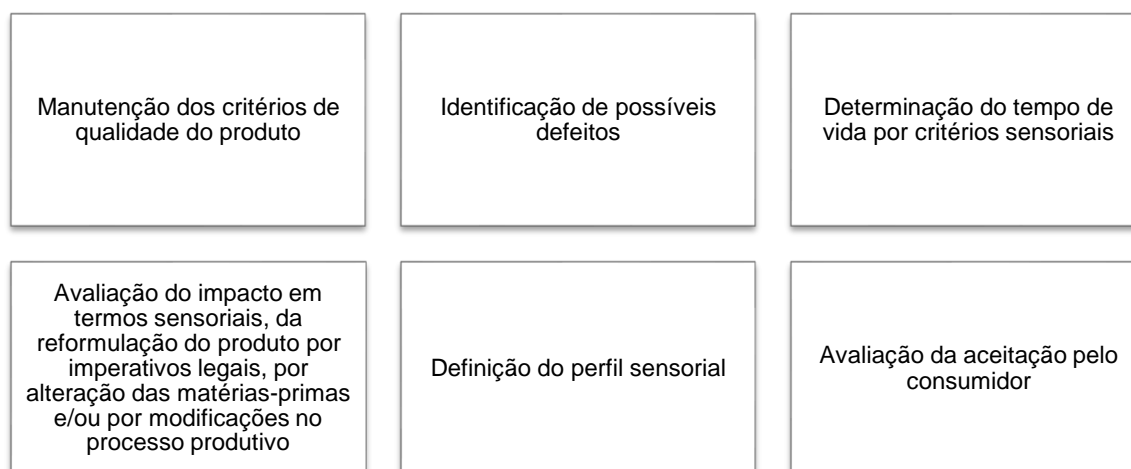 Manutenção dos critérios de
qualidade do produto
Identificação de possíveis
defeitos
Determinação do tempo de
vida por critérios sensoriais
Avaliação do impacto em
termos sensoriais, da
reformulação do produto por
imperativos legais, por
alteração das matérias-primas
e/ou por modificações no
processo produtivo
Definição do perfil sensorial
Avaliação da aceitação pelo
consumidor